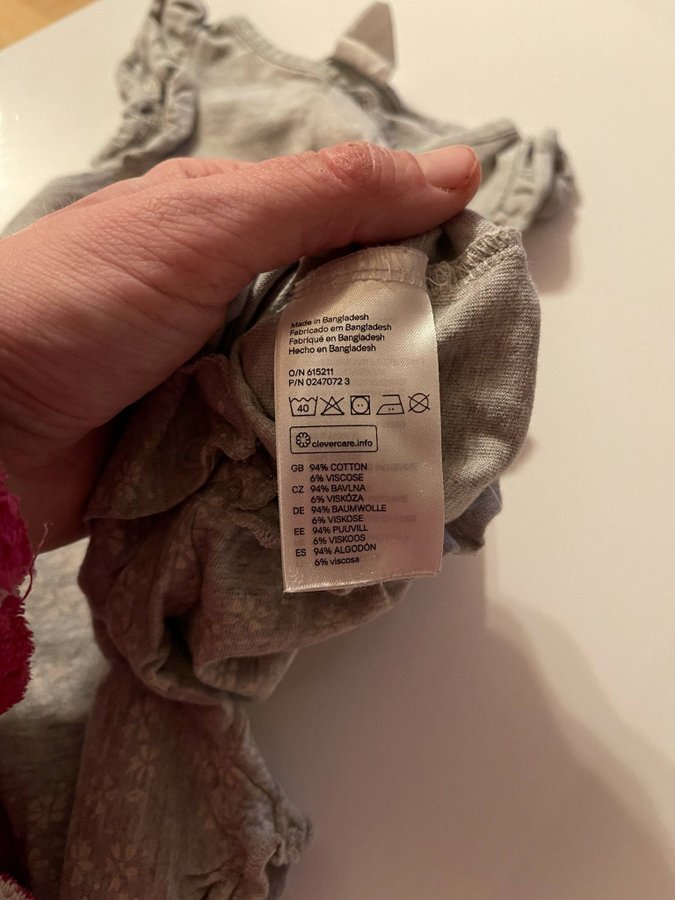 Made in Bangladesh
Fabricado em Bangladesh
Fabriqué en Bangladesh
Hecho en Bangladesh
O/N 615211
P/N 0247072 3
40
clevercare.info
GB 94% COTTON
6% VISCOSE
CZ 94% BAVLNA
6% VISKÓZA
DE 94% BAUMWOLLE
6% VISKOSE
EE 94% PUUVILL
6% VISKOOS
ES 94% ALGODÓN
6% viscosa